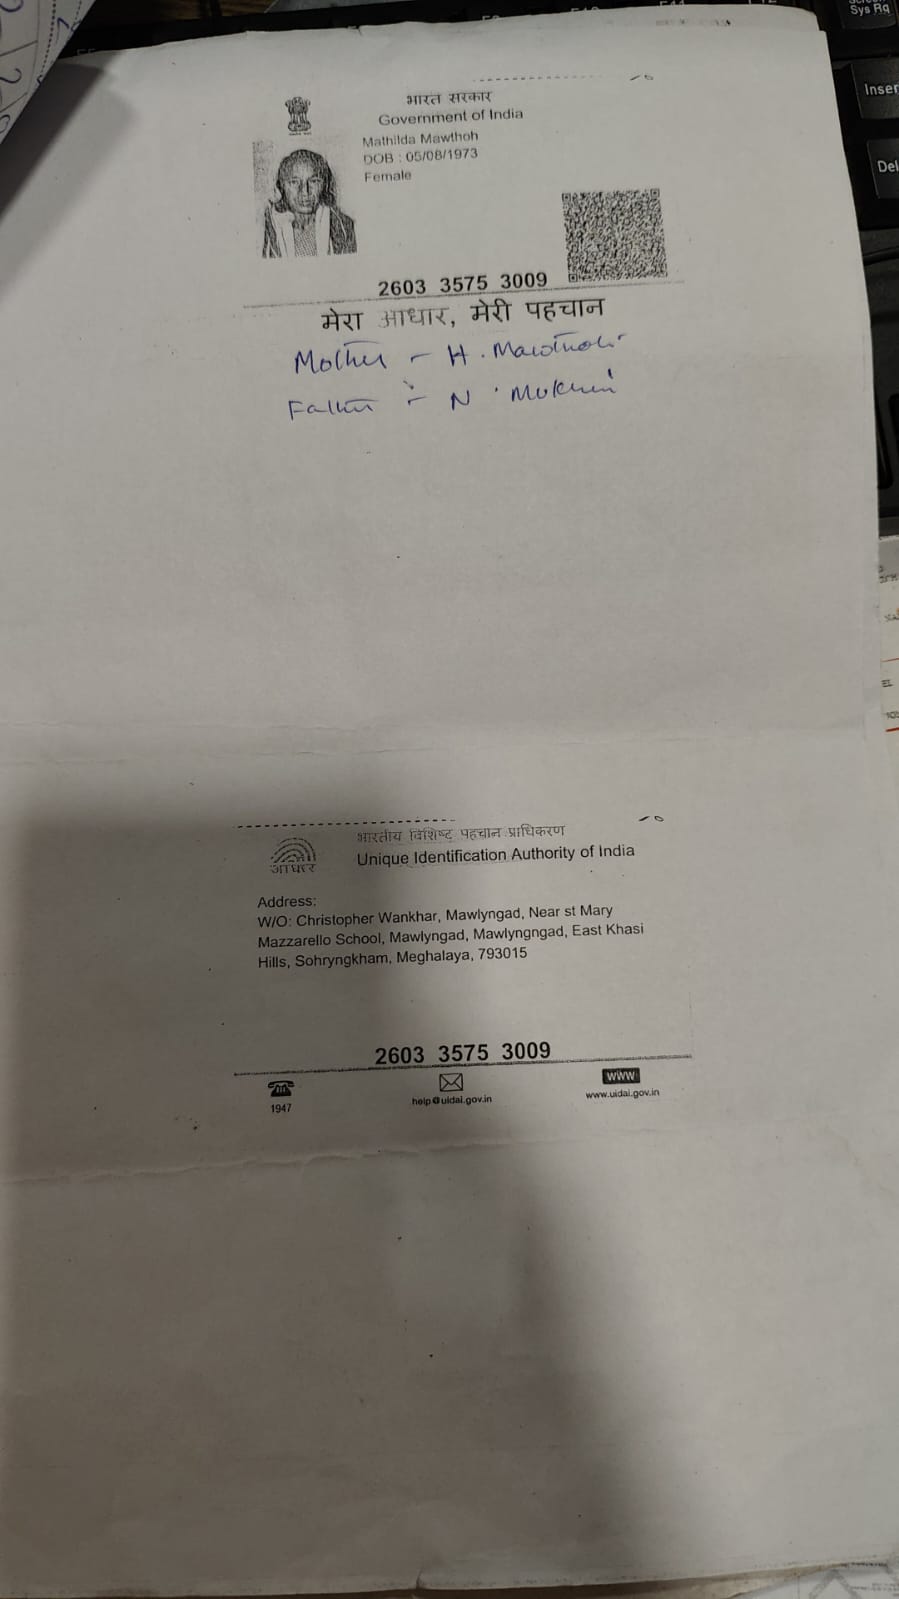 Sys Rq
Inser
Del
भारत सरकार
Government of India
Mathilda Mawthoh
DOB : 05/08/1973
Female
2603 3575 3009
मेरा आधार, मेरी पहचान
Mother - H. Mawthoh
Father :- N
भारतीय विशिष्ट पहचान प्राधिकरण
आधार
Unique Identification Authority of India
Address:
W/O: Christopher Wankhar, Mawlyngad, Near st Mary
Mazzarello School, Mawlyngad, Mawlyngngad, East Khasi
Hills, Sohryngkham, Meghalaya, 793015
2603 3575 3009
1947
help@uidai.gov.in
WWW
www.uidai.gov.in